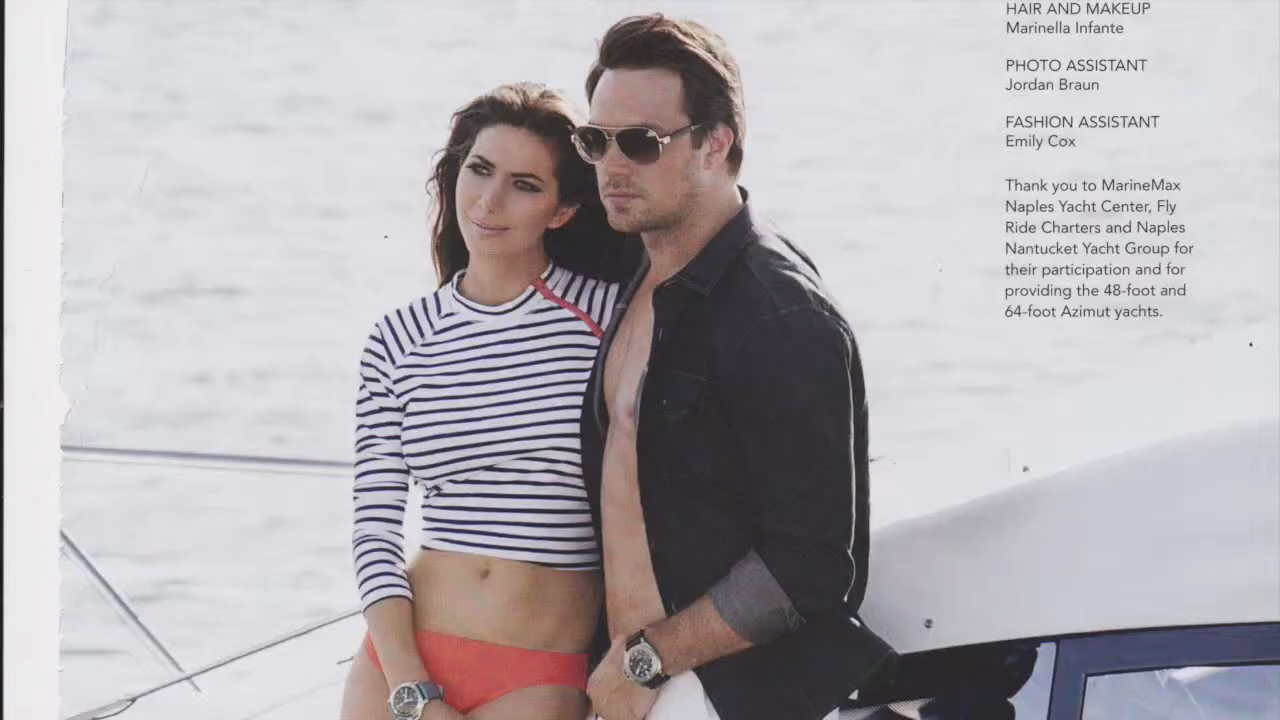 HAIR AND MAKEUP
Marinella Infante
PHOTO ASSISTANT
Jordan Braun
FASHION ASSISTANT
Emily Cox
Thank you to MarineMax
Naples Yacht Center, Fly
Ride Charters and Naples
Nantucket Yacht Group for
their participation and for
providing the 48-foot and
64-foot Azimut yachts.